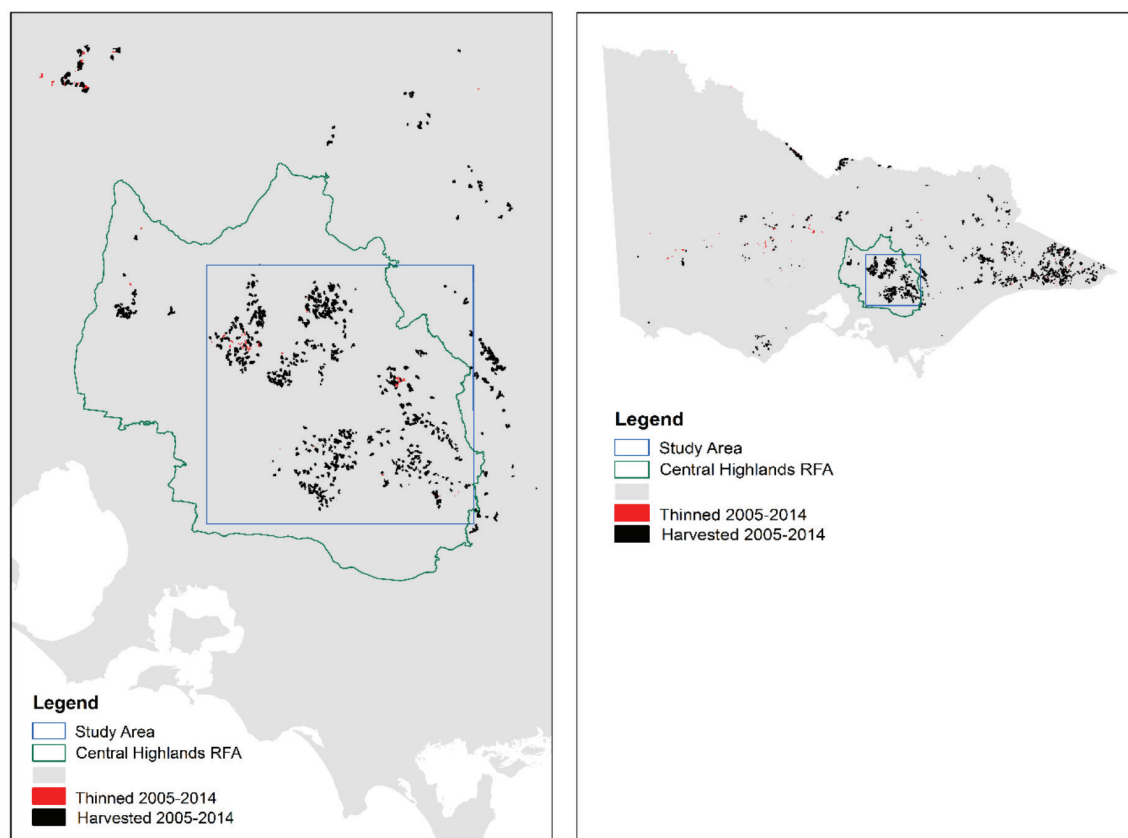 Legend
Study Area
Central Highlands RFA
Thinned 2005-2014
Harvested 2005-2014
Legend
Study Area
Central Highlands RFA
Thinned 2005-2014
Harvested 2005-2014